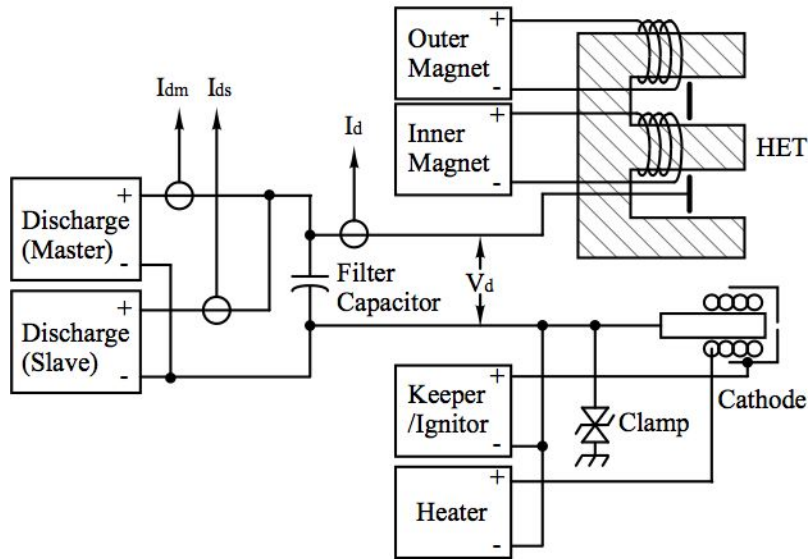 +
Outer
Magnet
-
Idm
Ids
Id
+
Inner
Magnet
-
HET
+
Discharge
(Master)
-
Filter
Capacitor
Vd
+
Discharge
(Slave)
-
+
Keeper
/Ignitor
-
Clamp
Cathode
+
Heater
-